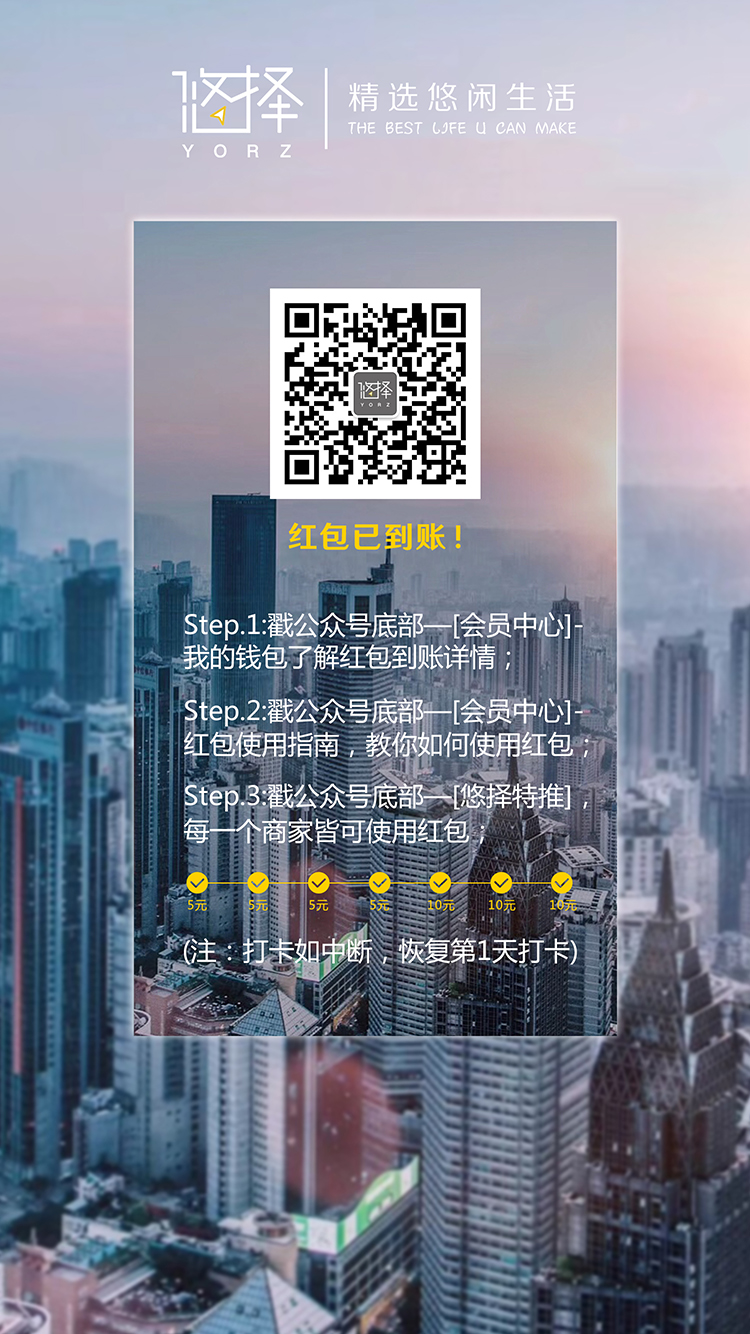 悠择
YORZ
精选悠闲生活
THE BEST LIFE U CAN MAKE
悠择
YORZ
红包已到账！
Step.1:戳公众号底部—[会员中心]-
我的钱包了解红包到账详情；
Step.2:戳公众号底部—[会员中心]-
红包使用指南，教你如何使用红包；
Step.3:戳公众号底部—[悠择特推]，
每一个商家皆可使用红包；
5元 5元 5元 5元 10元 10元 10元
(注：打卡如中断，恢复第1天打卡)